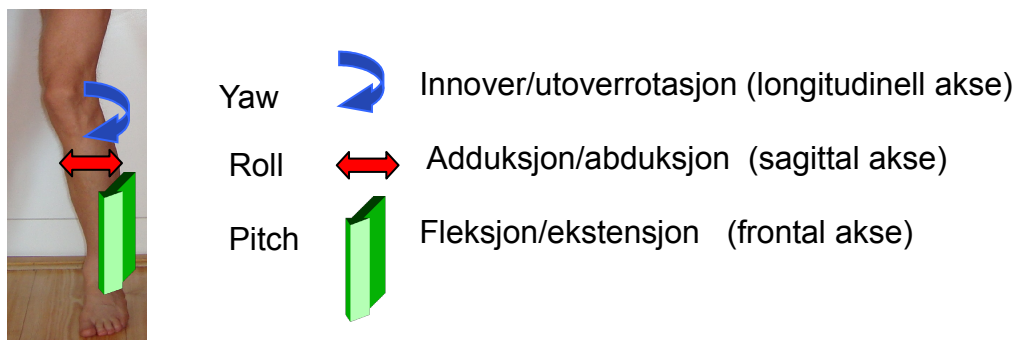 Yaw Innover/utoverrotasjon (longitudinell akse)
Roll Adduksjon/abduksjon (sagittal akse)
Pitch Fleksjon/ekstensjon (frontal akse)